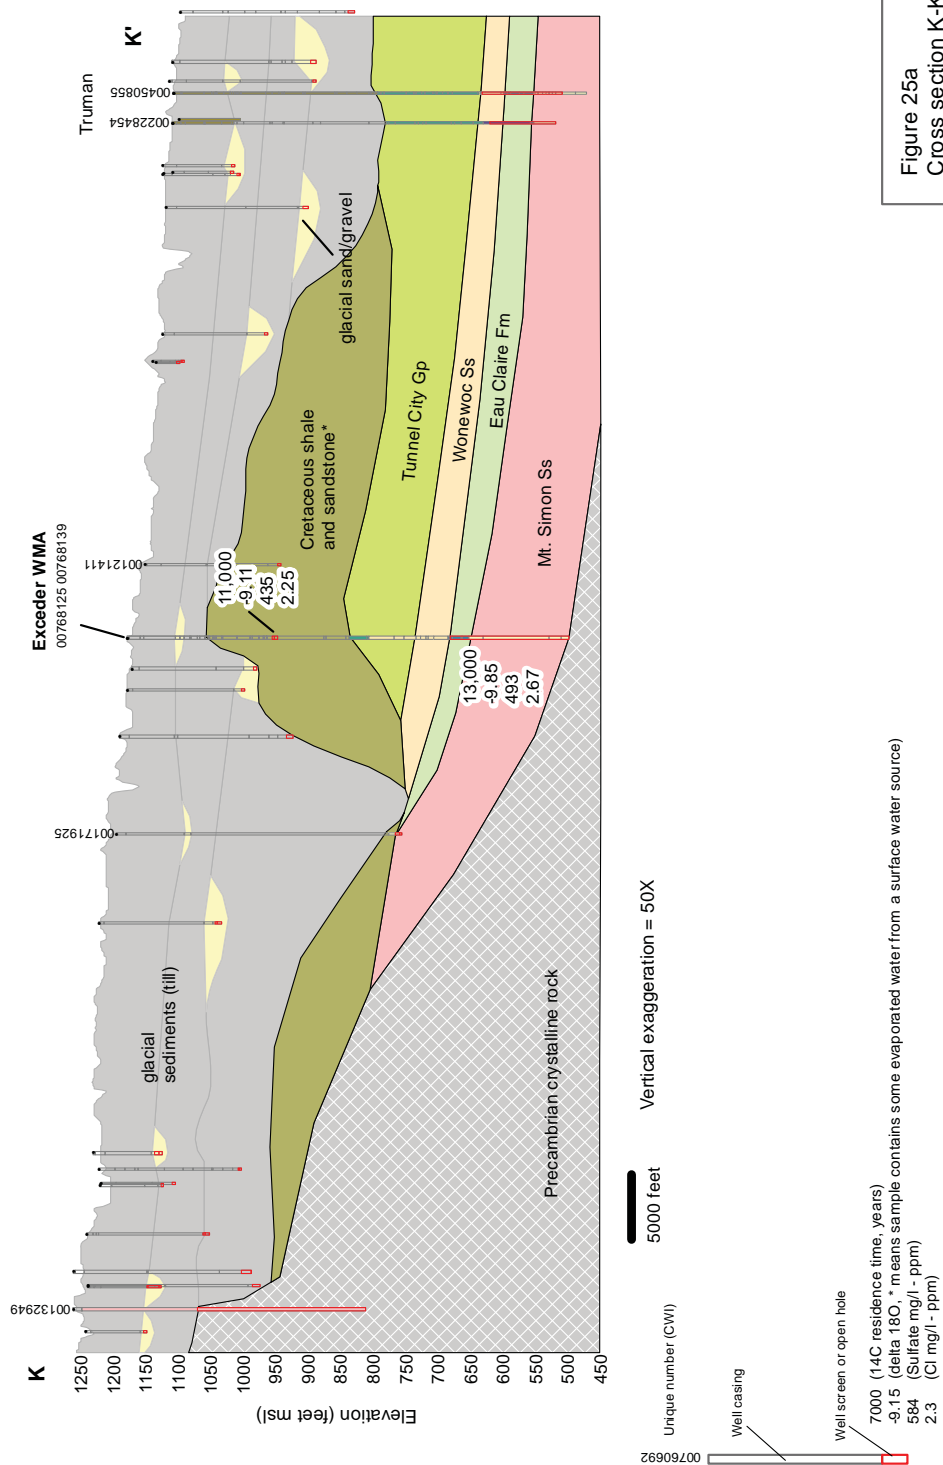 K
K'
Truman
00450855
00228454
Exceder WMA
00768125 00768139
00121411
00171925
00132949
glacial
sediments (till)
glacial sand/gravel
Cretaceous shale
and sandstone*
11,000
-9.11
435
2.25
Tunnel City Gp
Wonewoc Ss
Eau Claire Fm
Mt. Simon Ss
13,000
-9.85
493
2.67
Precambrian crystalline rock
Elevation (feet msl)
1250
1200
1150
1100
1050
1000
950
900
850
800
750
700
650
600
550
500
450
5000 feet
Vertical exaggeration = 50X
Unique number (CWI)
00760692
Well casing
Well screen or open hole
7000 (14C residence time, years)
-9.15 (delta 18O, * means sample contains some evaporated water from a surface water source)
584 (Sulfate mg/l - ppm)
2.3 (Cl mg/l - ppm)
Figure 25a
Cross section K-K